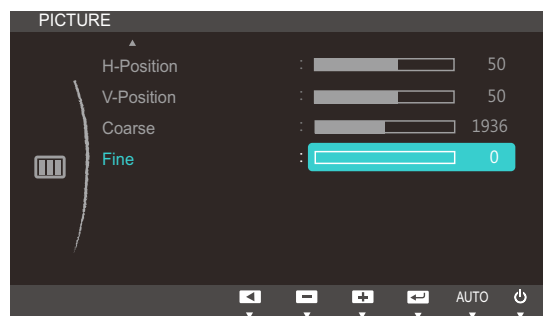 PICTURE
H-Position : 50
V-Position : 50
Coarse : 1936
Fine : 0
AUTO